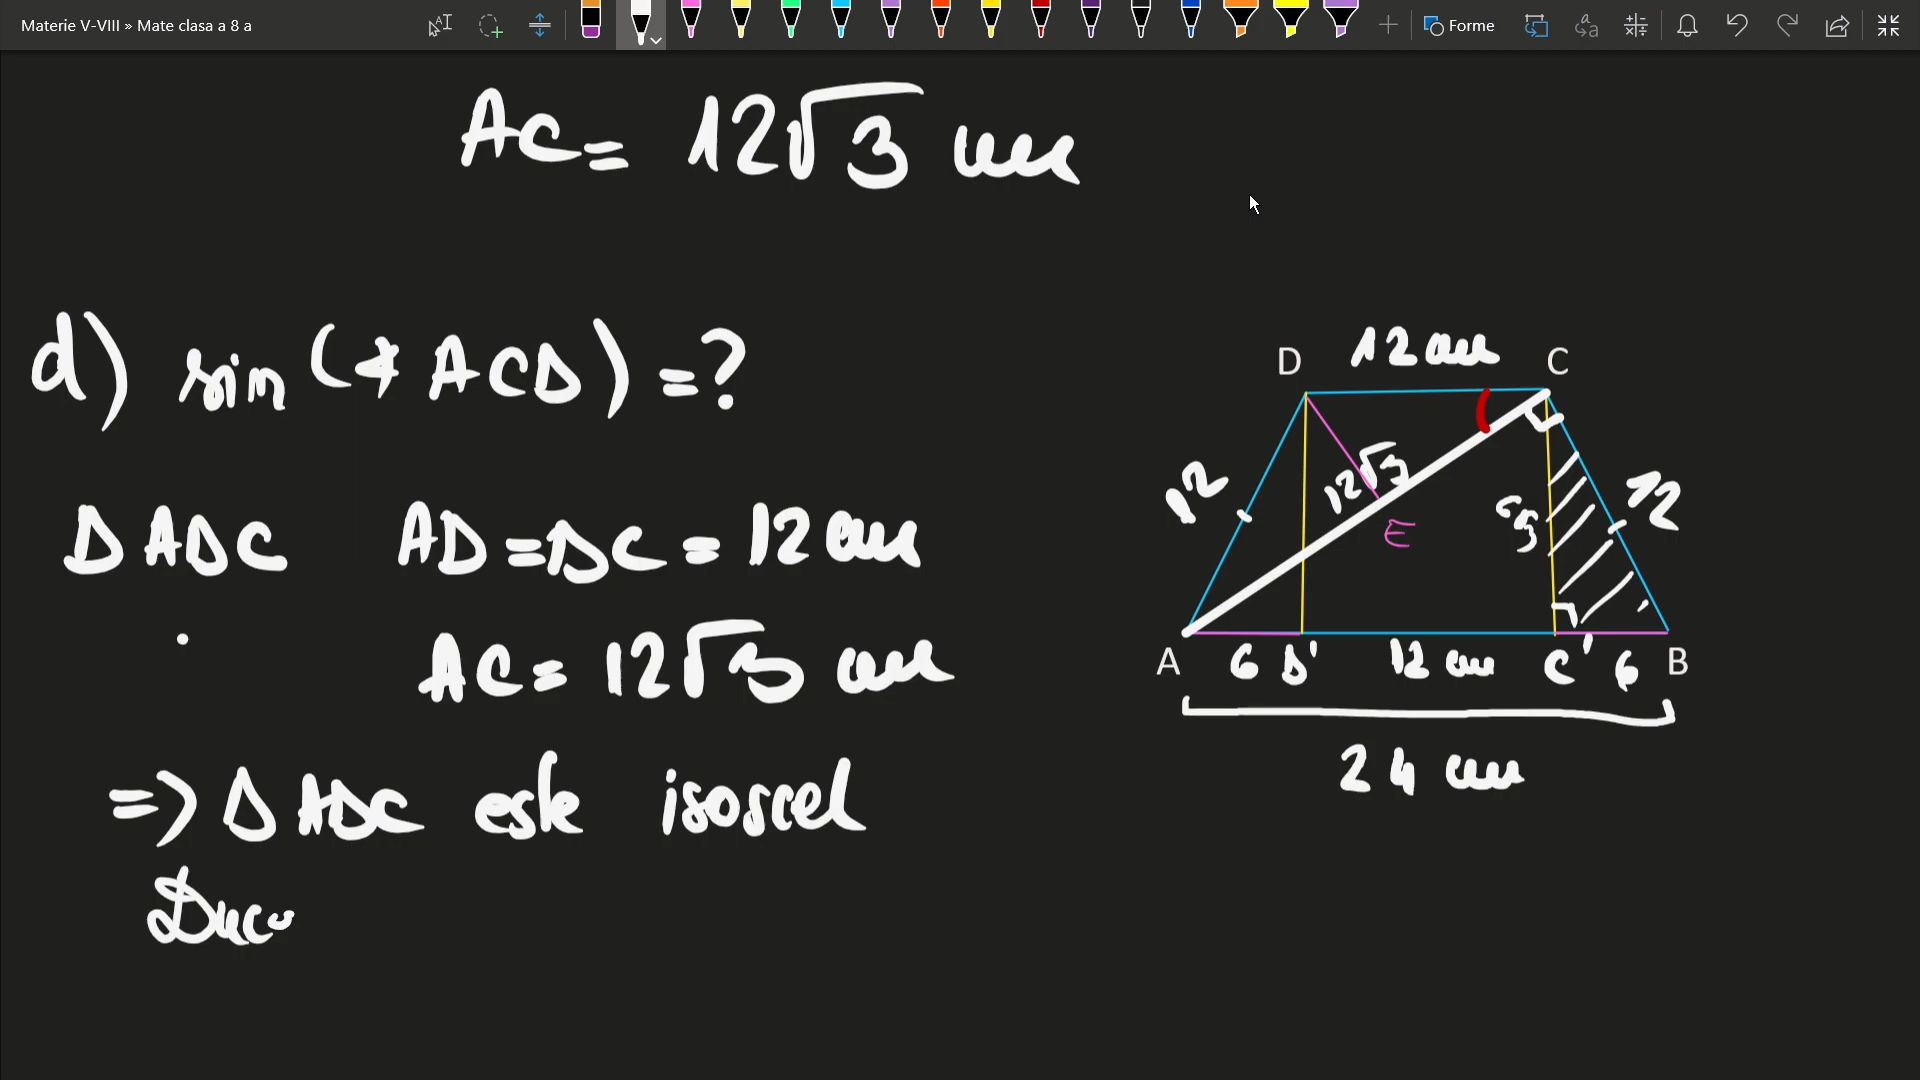 Materie V-VIII » Mate clasa a 8 a
Forme
AC = 12√3 cm
d) sin (∢ ACD) = ?
Δ ADC AD = DC = 12 cm
AC = 12√3 cm
=> Δ ADC este isoscel
Duco
D 12 cm C
12
12√3
E
6√3
12
A 6 D' 12 cm C' 6 B
24 cm